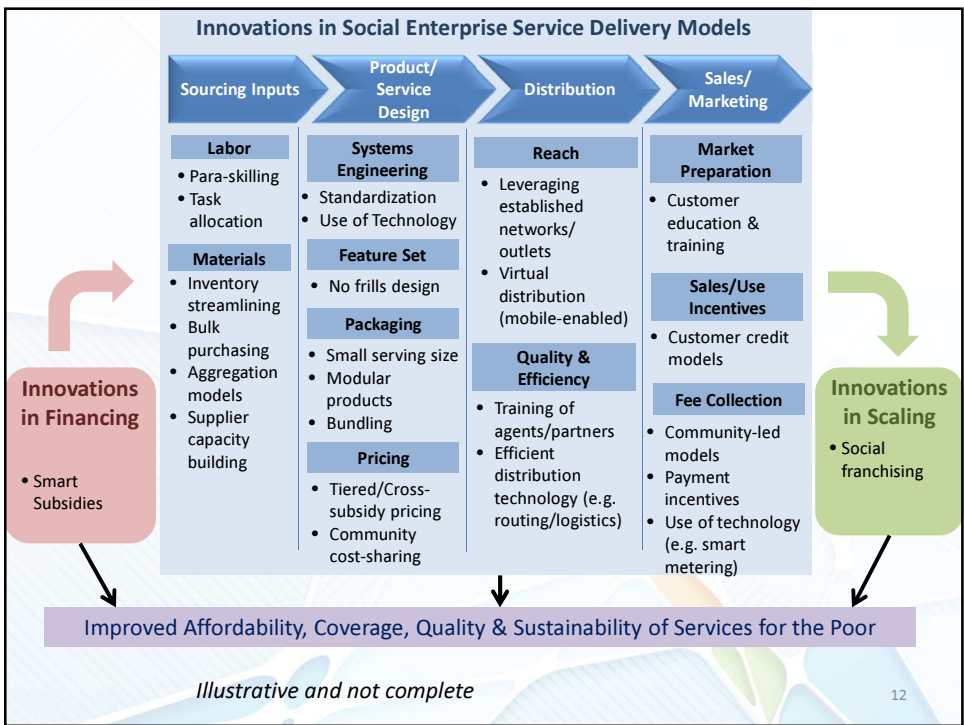 Innovations in Social Enterprise Service Delivery Models
Sourcing Inputs
Product/
Service
Design
Distribution
Sales/
Marketing
Labor
• Para-skilling
• Task
allocation
Materials
• Inventory
streamlining
• Bulk
purchasing
• Aggregation
models
• Supplier
capacity
building
Systems
Engineering
• Standardization
• Use of Technology
Feature Set
• No frills design
Packaging
• Small serving size
• Modular
products
• Bundling
Pricing
• Tiered/Cross-
subsidy pricing
• Community
cost-sharing
Reach
• Leveraging
established
networks/
outlets
• Virtual
distribution
(mobile-enabled)
Quality &
Efficiency
• Training of
agents/partners
• Efficient
distribution
technology (e.g.
routing/logistics)
Market
Preparation
• Customer
education &
training
Sales/Use
Incentives
• Customer credit
models
Fee Collection
• Community-led
models
• Payment
incentives
• Use of technology
(e.g. smart
metering)
Innovations
in Financing
• Smart
Subsidies
Innovations
in Scaling
• Social
franchising
Improved Affordability, Coverage, Quality & Sustainability of Services for the Poor
Illustrative and not complete
12